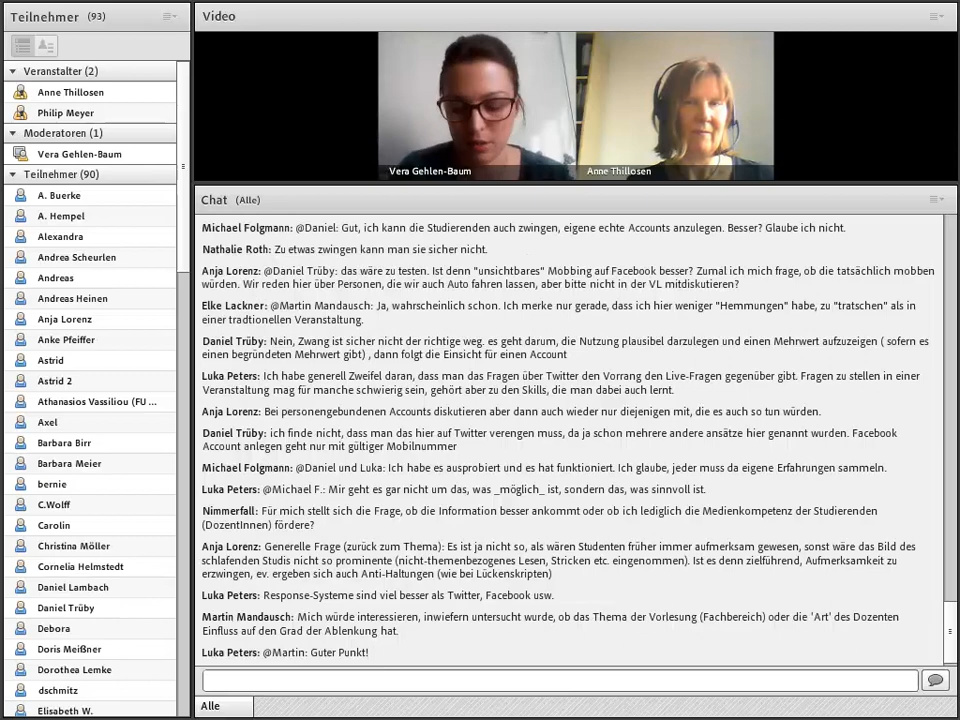 Teilnehmer (93)
Veranstalter (2)
Anne Thillosen
Philip Meyer
Moderatoren (1)
Vera Gehlen-Baum
Teilnehmer (90)
A. Buerke
A. Hempel
Alexandra
Andrea Scheurlen
Andreas
Andreas Heinen
Anja Lorenz
Anke Pfeiffer
Astrid
Astrid 2
Athanasios Vassiliou (FU ...
Axel
Barbara Birr
Barbara Meier
bernie
C.Wolff
Carolin
Christina Möller
Cornelia Helmstedt
Daniel Lambach
Daniel Trüby
Debora
Doris Meißner
Dorothea Lemke
dschmitz
Elisabeth W.
Video
Vera Gehlen-Baum
Anne Thillosen
Chat (Alle)
Michael Folgmann: @Daniel: Gut, ich kann die Studierenden auch zwingen, eigene echte Accounts anzulegen. Besser? Glaube ich nicht.
Nathalie Roth: Zu etwas zwingen kann man sie sicher nicht.
Anja Lorenz: @Daniel Trüby: das wäre zu testen. Ist denn "unsichtbares" Mobbing auf Facebook besser? Zumal ich mich frage, ob die tatsächlich mobben
würden. Wir reden hier über Personen, die wir auch Auto fahren lassen, aber bitte nicht in der VL mitdiskutieren?
Elke Lackner: @Martin Mandausch: Ja, wahrscheinlich schon. Ich merke nur gerade, dass ich hier weniger "Hemmungen" habe, zu "tratschen" als in
einer tradtionellen Veranstaltung.
Daniel Trüby: Nein, Zwang ist sicher nicht der richtige weg. es geht darum, die Nutzung plausibel darzulegen und einen Mehrwert aufzuzeigen ( sofern es
einen begründeten Mehrwert gibt) , dann folgt die Einsicht für einen Account
Luka Peters: Ich habe generell Zweifel daran, dass man das Fragen über Twitter den Vorrang den Live-Fragen gegenüber gibt. Fragen zu stellen in einer
Veranstaltung mag für manche schwierig sein, gehört aber zu den Skills, die man dabei auch lernt.
Anja Lorenz: Bei personengebundenen Accounts diskutieren aber dann auch wieder nur diejenigen mit, die es auch so tun würden.
Daniel Trüby: ich finde nicht, dass man das hier auf Twitter verengen muss, da ja schon mehrere andere ansätze hier genannt wurden. Facebook
Account anlegen geht nur mit gültiger Mobilnummer
Michael Folgmann: @Daniel und Luka: Ich habe es ausprobiert und es hat funktioniert. Ich glaube, jeder muss da eigene Erfahrungen sammeln.
Luka Peters: @Michael F.: Mir geht es gar nicht um das, was _möglich_ ist, sondern das, was sinnvoll ist.
Nimmerfall: Für mich stellt sich die Frage, ob die Information besser ankommt oder ob ich lediglich die Medienkompetenz der Studierenden
(DozentInnen) fördere?
Anja Lorenz: Generelle Frage (zurück zum Thema): Es ist ja nicht so, als wären Studenten früher immer aufmerksam gewesen, sonst wäre das Bild des
schlafenden Studis nicht so prominente (nicht-themenbezogenes Lesen, Stricken etc. eingenommen). Ist es denn zielführend, Aufmerksamkeit zu
erzwingen, ev. ergeben sich auch Anti-Haltungen (wie bei Lückenskripten)
Luka Peters: Response-Systeme sind viel besser als Twitter, Facebook usw.
Martin Mandausch: Mich würde interessieren, inwiefern untersucht wurde, ob das Thema der Vorlesung (Fachbereich) oder die 'Art' des Dozenten
Einfluss auf den Grad der Ablenkung hat.
Luka Peters: @Martin: Guter Punkt!
Alle